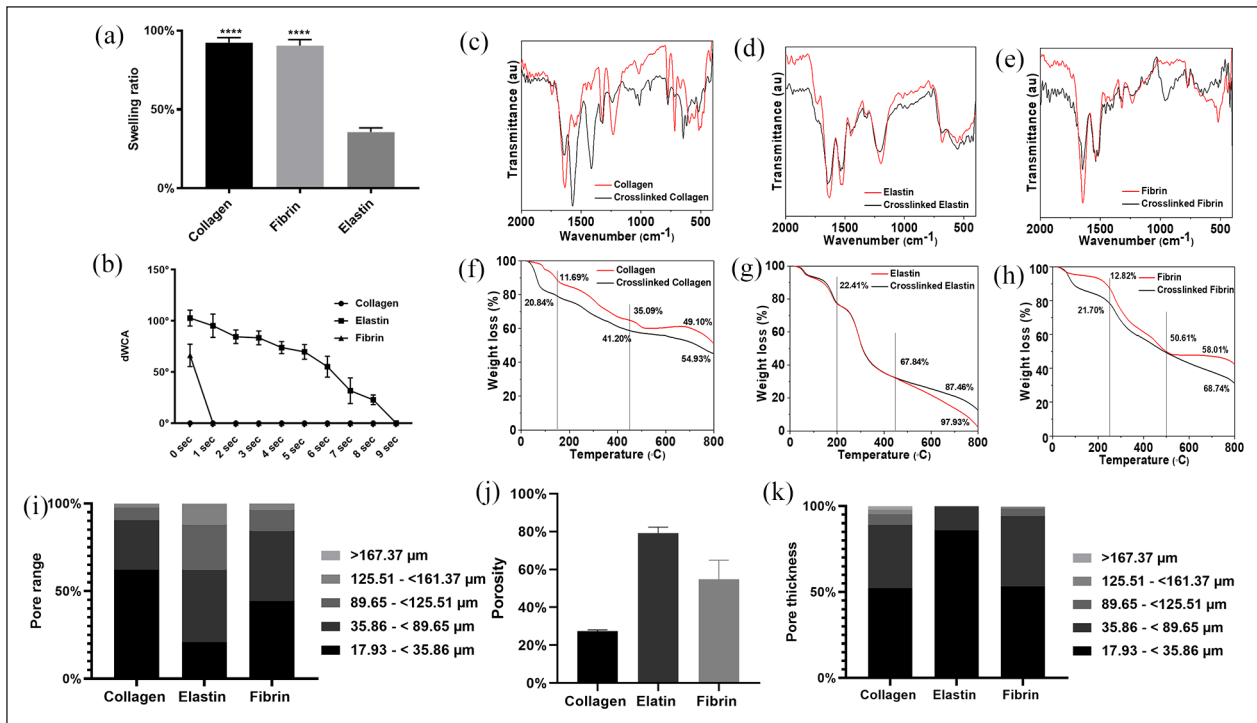 (a)
100%
50%
0%
Swelling ratio
****
****
Collagen
Fibrin
Elastin
(b)
150°
100°
50°
0°
dWCA
Collagen
Elastin
Fibrin
0 sec
1 sec
2 sec
3 sec
4 sec
5 sec
6 sec
7 sec
8 sec
9 sec
(c)
Transmittance (au)
Collagen
Crosslinked Collagen
2000 1500 1000 500
Wavenumber (cm-1)
(d)
Transmittance (au)
Elastin
Crosslinked Elastin
2000 1500 1000 500
Wavenumber (cm-1)
(e)
Transmittance (au)
Fibrin
Crosslinked Fibrin
2000 1500 1000 500
Wavenumber (cm-1)
(f)
Weight loss (%)
100
80
60
40
20
0
Collagen
Crosslinked Collagen
11.69%
20.84%
35.09%
41.20%
49.10%
54.93%
0 200 400 600 800
Temperature (◦C)
(g)
Weight loss (%)
100
80
60
40
20
0
Elastin
Crosslinked Elastin
22.41%
67.84%
87.46%
97.93%
0 200 400 600 800
Temperature (◦C)
(h)
Weight loss (%)
100
80
60
40
20
0
Fibrin
Crosslinked Fibrin
12.82%
21.70%
50.61%
58.01%
68.74%
0 200 400 600 800
Temperature (◦C)
(i)
100%
50%
0%
Pore range
Collagen Elastin Fibrin
>167.37 µm
125.51 - <161.37 µm
89.65 - <125.51 µm
35.86 - < 89.65 µm
17.93 - < 35.86 µm
(j)
100%
80%
60%
40%
20%
0%
Porosity
Collagen Elatin Fibrin
(k)
100%
50%
0%
Pore thickness
Collagen Elastin Fibrin
>167.37 µm
125.51 - <161.37 µm
89.65 - <125.51 µm
35.86 - < 89.65 µm
17.93 - < 35.86 µm